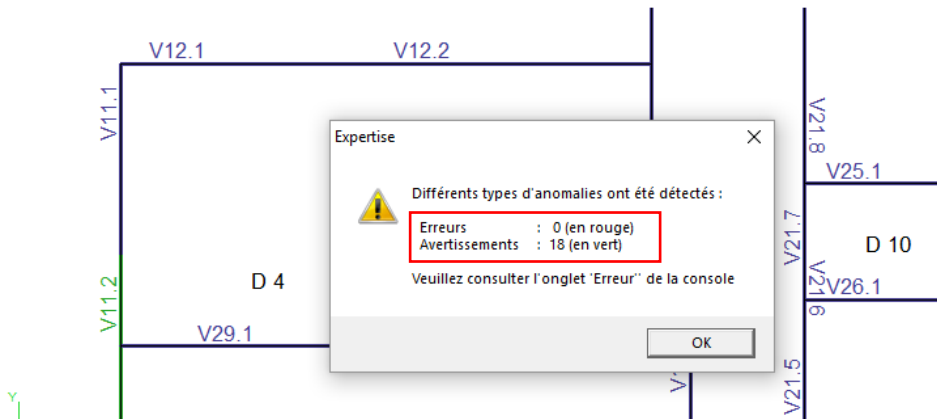 V12.1 V12.2
V11.1
Expertise
V21.8
Différents types d'anomalies ont été détectés :
V25.1
Erreurs : 0 (en rouge)
Avertissements : 18 (en vert)
V21.7
D 10
Veuillez consulter l'onglet 'Erreur'' de la console
D 4
V11.2
V21.6
V26.1
V29.1
OK
V21.5
Y